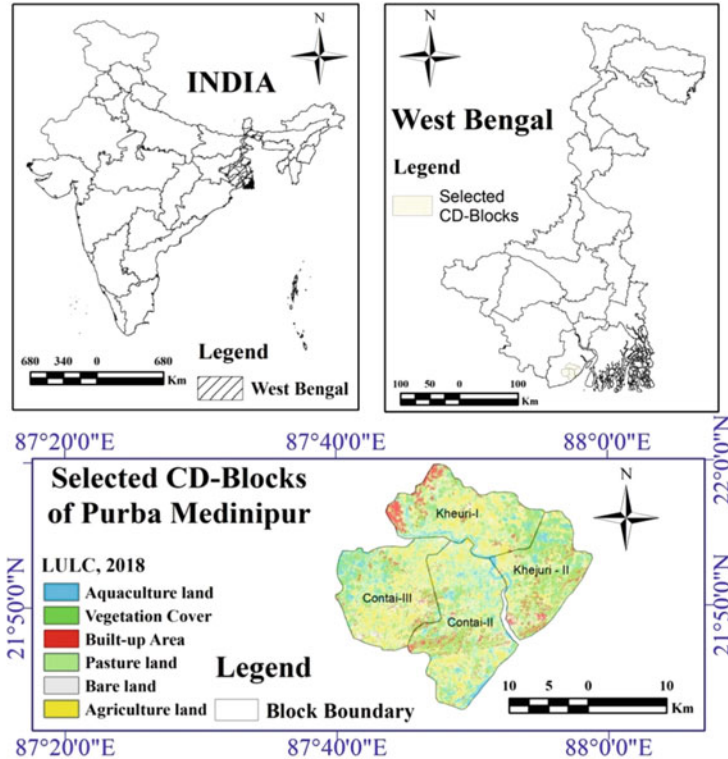 N
INDIA
680 340 0 680
Km
Legend
West Bengal
N
West Bengal
Legend
Selected
CD-Blocks
100 50 0 100
Km
87°20'0"E 87°40'0"E 88°0'0"E
22°0'0"N
21°50'0"N
21°50'0"N
Selected CD-Blocks
of Purba Medinipur
N
LULC, 2018
Aquaculture land
Vegetation Cover
Built-up Area
Pasture land
Bare land
Agriculture land
Kheuri-I
Khejuri - II
Contai-III
Contai-II
Legend
Block Boundary
10 5 0 10
Km
87°20'0"E 87°40'0"E 88°0'0"E